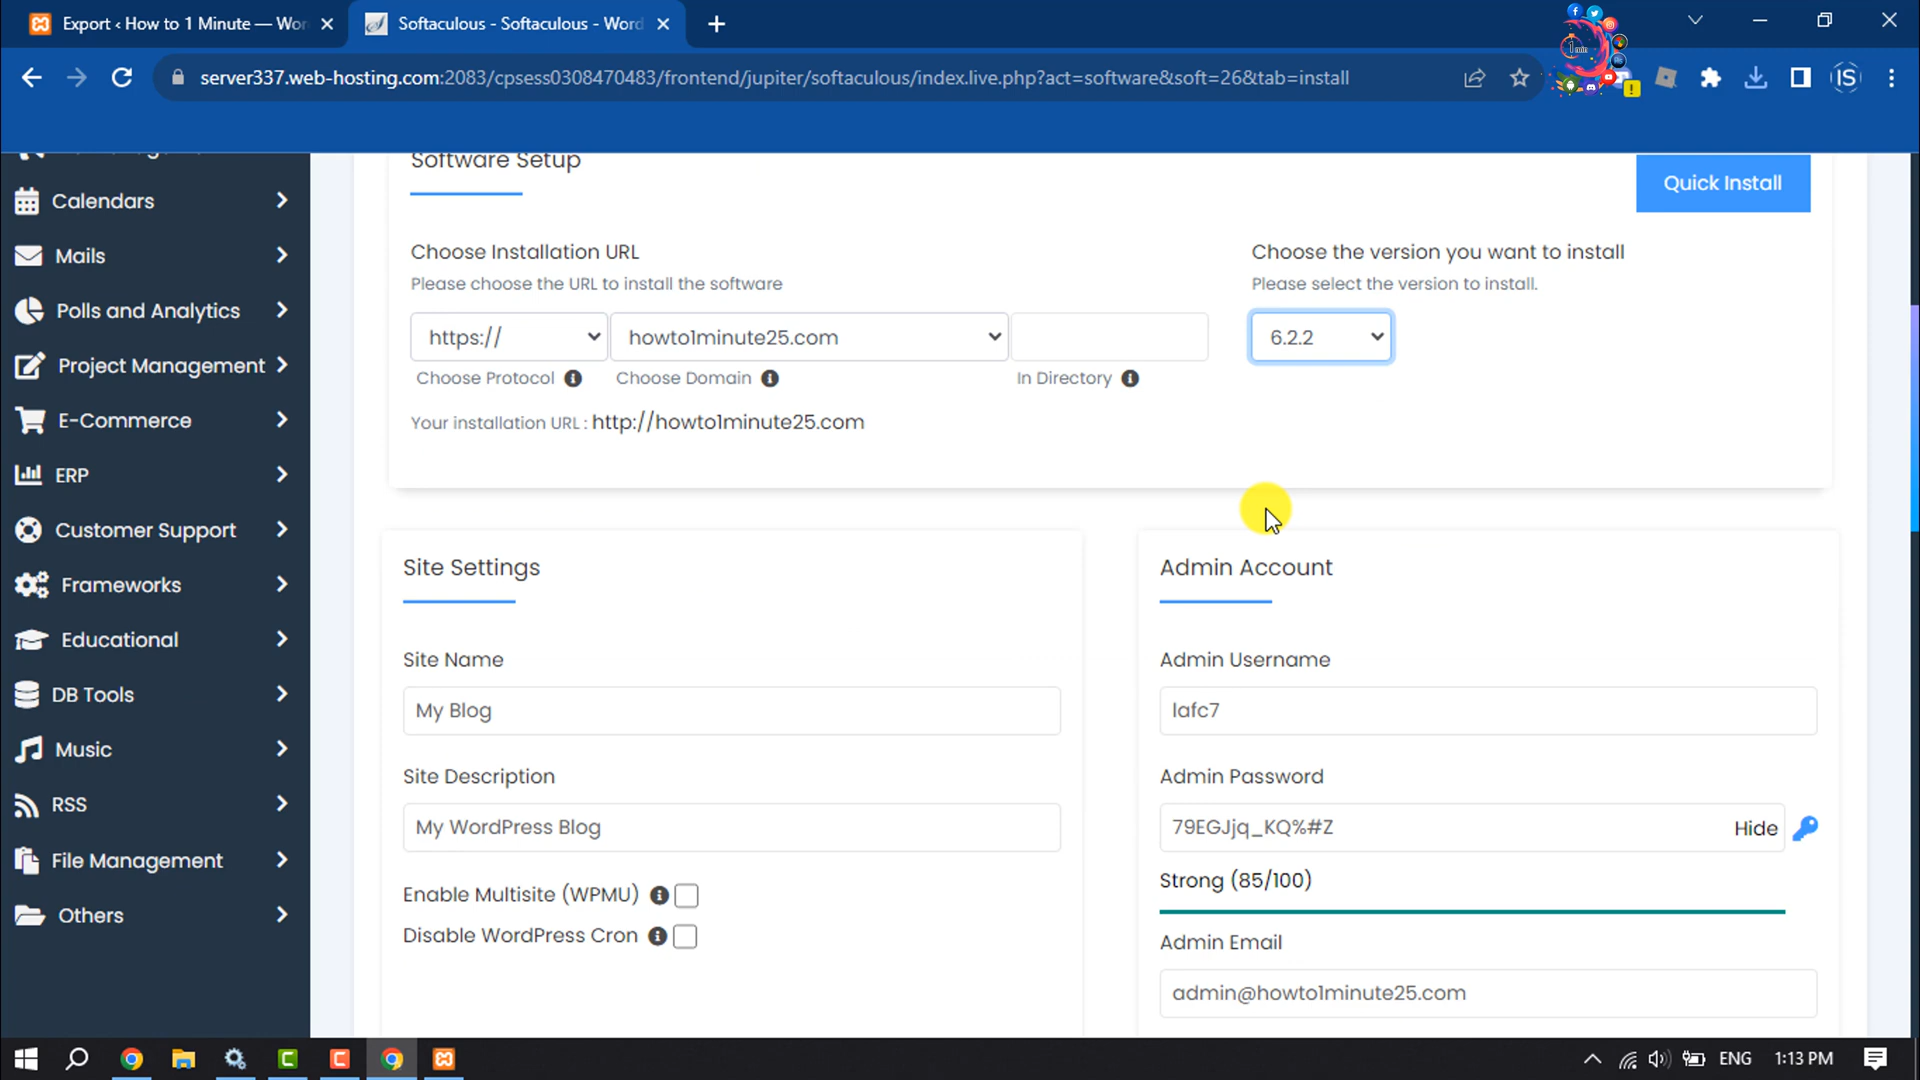 Export ‹ How to 1 Minute — Wor
Softaculous - Softaculous - Word
server337.web-hosting.com:2083/cpsess0308470483/frontend/jupiter/softaculous/index.live.php?act=software&soft=26&tab=install
1 min
IS
Software Setup
Quick Install
Calendars
Mails
Polls and Analytics
Project Management
E-Commerce
ERP
Customer Support
Frameworks
Educational
DB Tools
Music
RSS
File Management
Others
Choose Installation URL
Please choose the URL to install the software
https://
howto1minute25.com
Choose Protocol
Choose Domain
In Directory
Your installation URL : http://howto1minute25.com
Choose the version you want to install
Please select the version to install.
6.2.2
Site Settings
Site Name
My Blog
Site Description
My WordPress Blog
Enable Multisite (WPMU)
Disable WordPress Cron
Admin Account
Admin Username
Admin Password
79EGJjq_KQ%#Z
Hide
Strong (85/100)
Admin Email
admin@howto1minute25.com
ENG
1:13 PM